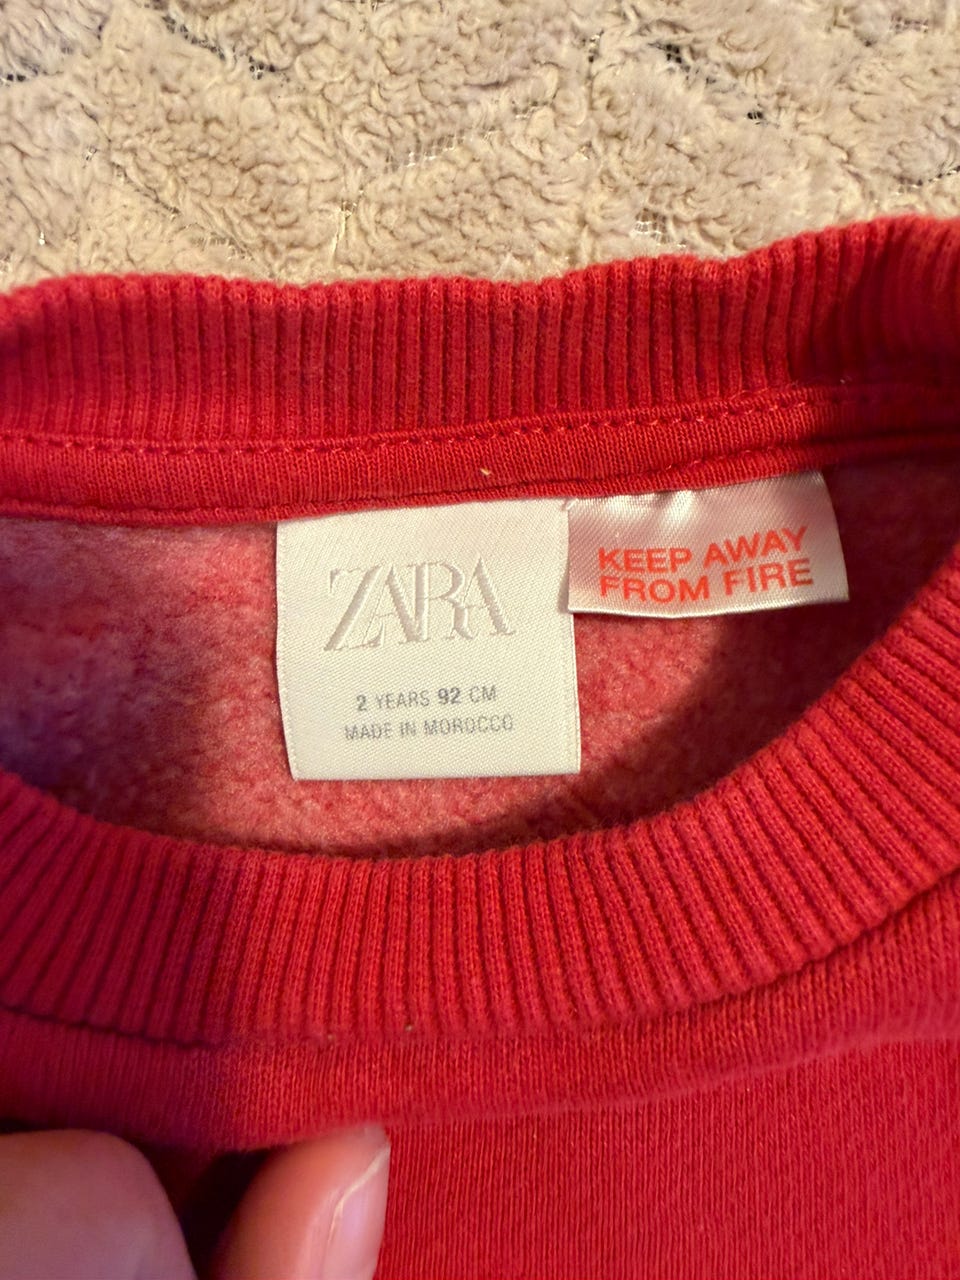 ZARA
2 YEARS 92 CM
MADE IN MOROCCO
KEEP AWAY
FROM FIRE